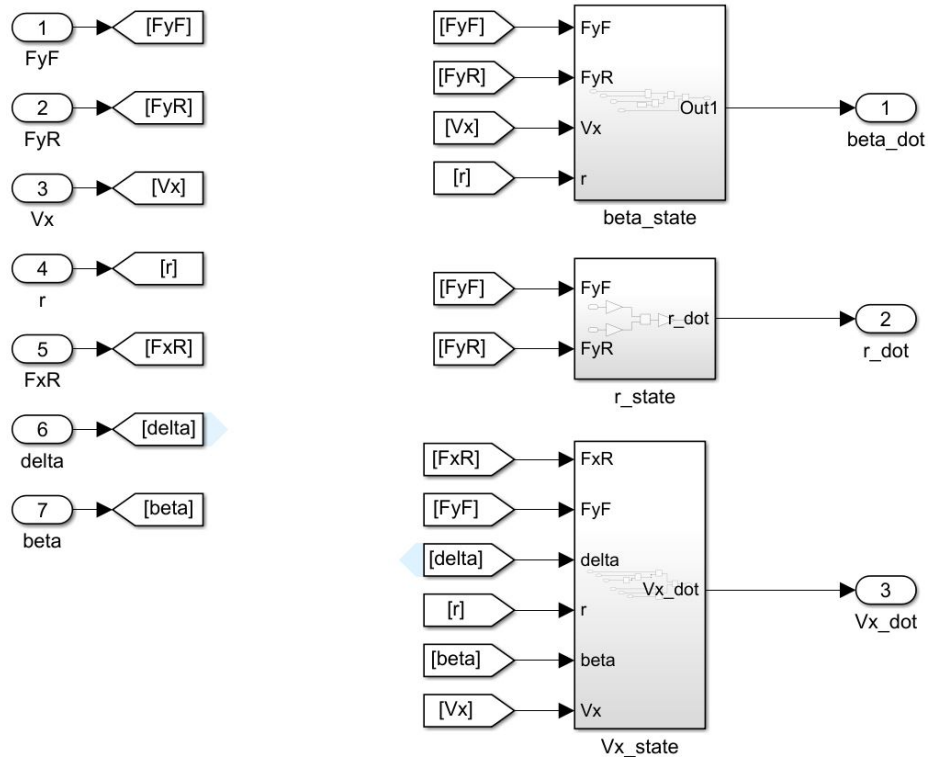 1
[FyF]
FyF
2
[FyR]
FyR
3
[Vx]
Vx
4
[r]
r
5
[FxR]
FxR
6
[delta]
delta
7
[beta]
beta
[FyF]
FyF
[FyR]
FyR
[Vx]
Vx
[r]
r
Out1
beta_state
1
beta_dot
[FyF]
FyF
[FyR]
FyR
r_dot
r_state
2
r_dot
[FxR]
FxR
[FyF]
FyF
[delta]
delta
[r]
r
[beta]
beta
[Vx]
Vx
Vx_dot
Vx_state
3
Vx_dot